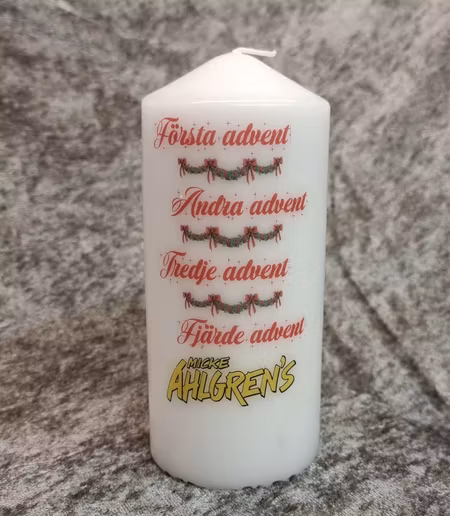 Första advent
Andra advent
Tredje advent
Fjärde advent
MICKE
AHLGREN'S